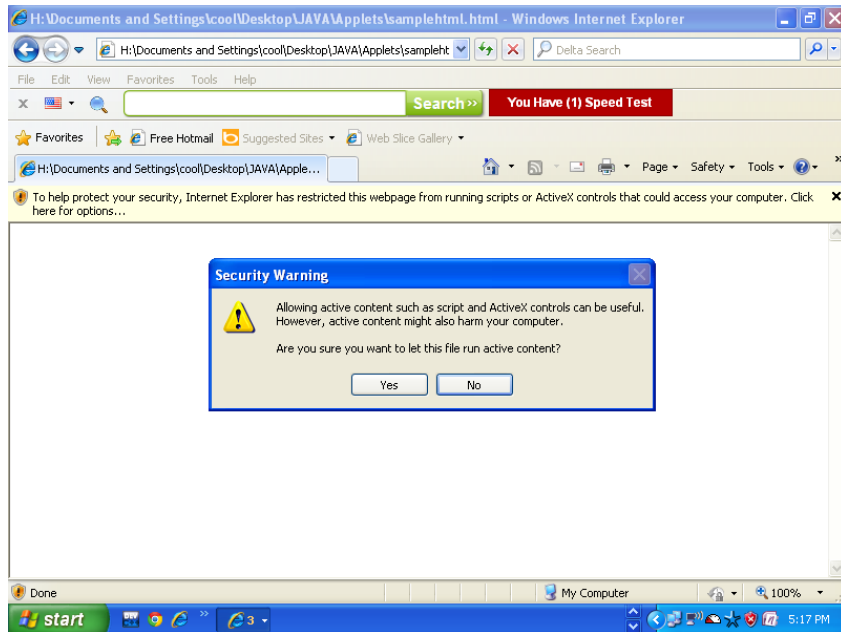 H:\Documents and Settings\cool\Desktop\JAVA\Applets\samplehtml.html - Windows Internet Explorer
H:\Documents and Settings\cool\Desktop\JAVA\Applets\sampleht
Delta Search
File Edit View Favorites Tools Help
x
Search >>
You Have (1) Speed Test
Favorites
Free Hotmail
Suggested Sites
Web Slice Gallery
H:\Documents and Settings\cool\Desktop\JAVA\Apple...
Page Safety Tools
To help protect your security, Internet Explorer has restricted this webpage from running scripts or ActiveX controls that could access your computer. Click
here for options...
Security Warning
Allowing active content such as script and ActiveX controls can be useful.
However, active content might also harm your computer.
Are you sure you want to let this file run active content?
Yes
No
Done
My Computer
100%
start
3
5:17 PM